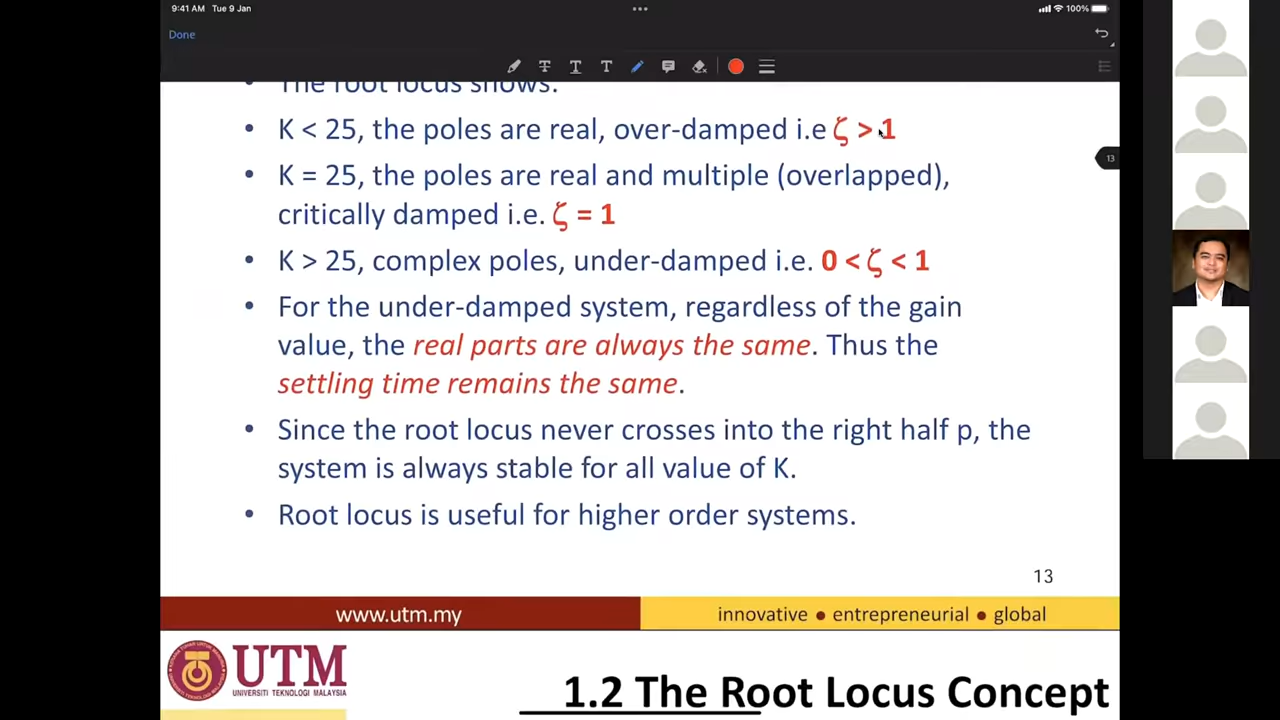 9:41 AM Tue 9 Jan
100%
Done
T T T
The root locus shows:
• K < 25, the poles are real, over-damped i.e ζ > 1
13
• K = 25, the poles are real and multiple (overlapped),
critically damped i.e. ζ = 1
• K > 25, complex poles, under-damped i.e. 0 < ζ < 1
• For the under-damped system, regardless of the gain
value, the real parts are always the same. Thus the
settling time remains the same.
• Since the root locus never crosses into the right half p, the
system is always stable for all value of K.
• Root locus is useful for higher order systems.
13
www.utm.my
innovative ● entrepreneurial ● global
UTM
UNIVERSITI TEKNOLOGI MALAYSIA
1.2 The Root Locus Concept